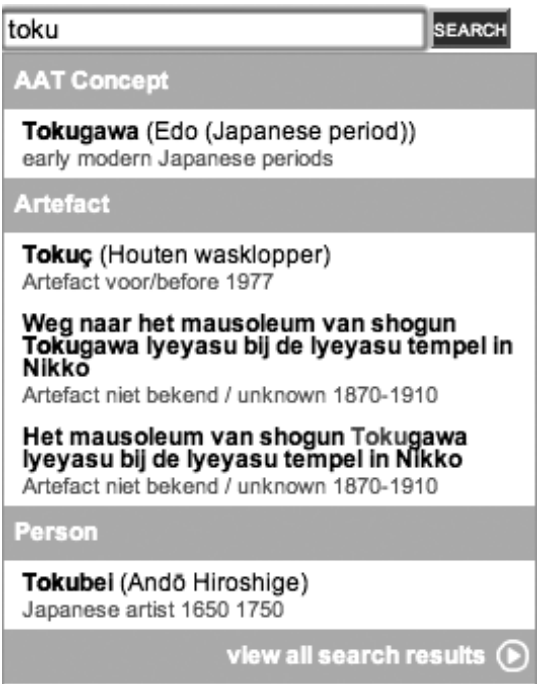 toku
SEARCH
AAT Concept
Tokugawa (Edo (Japanese period))
early modern Japanese periods
Artefact
Tokuç (Houten wasklopper)
Artefact voor/before 1977
Weg naar het mausoleum van shogun
Tokugawa Iyeyasu bij de Iyeyasu tempel in
Nikko
Artefact niet bekend / unknown 1870-1910
Het mausoleum van shogun Tokugawa
Iyeyasu bij de Iyeyasu tempel in Nikko
Artefact niet bekend / unknown 1870-1910
Person
Tokubei (Andō Hiroshige)
Japanese artist 1650 1750
view all search results